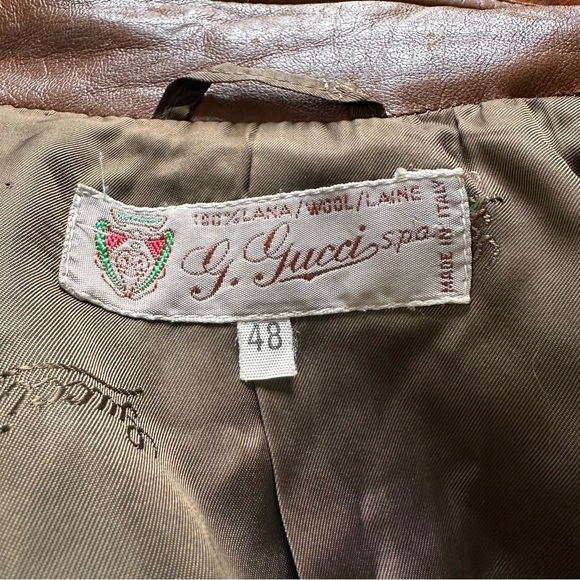 100% LANA/WOOL/LAINE
G. Gucci s.p.a.
MADE IN ITALY
48